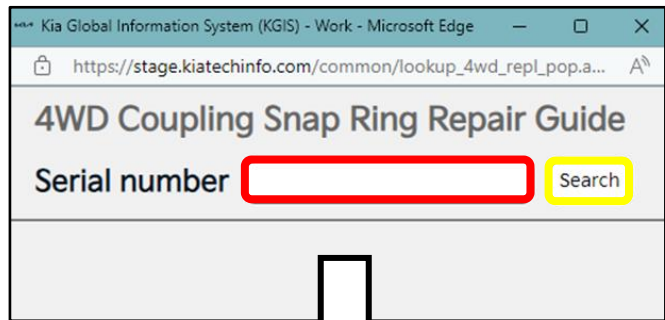 Kia Global Information System (KGIS) - Work - Microsoft Edge
https://stage.kiatechinfo.com/common/lookup_4wd_repl_pop.a...
4WD Coupling Snap Ring Repair Guide
Serial number Search